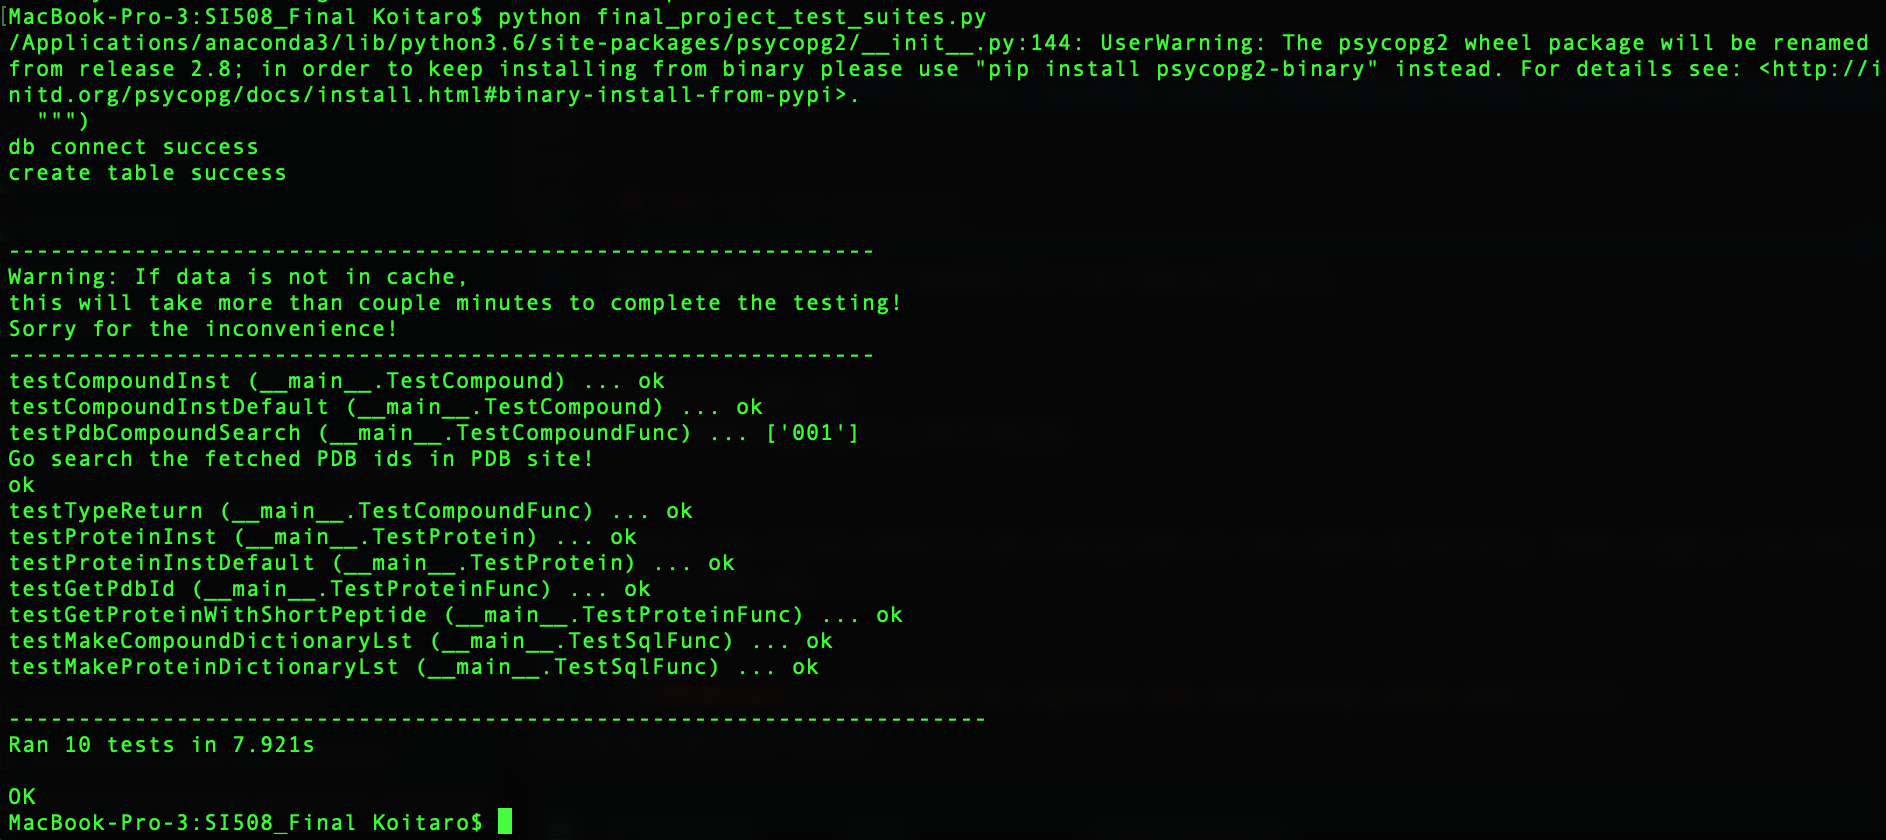 [MacBook-Pro-3:SI508_Final Koitaro$ python final_project_test_suites.py
/Applications/anaconda3/lib/python3.6/site-packages/psycopg2/__init__.py:144: UserWarning: The psycopg2 wheel package will be renamed
from release 2.8; in order to keep installing from binary please use "pip install psycopg2-binary" instead. For details see: <http://i
nitd.org/psycopg/docs/install.html#binary-install-from-pypi>.
  """)
db connect success
create table success
--------------------------------------------------------------
Warning: If data is not in cache,
this will take more than couple minutes to complete the testing!
Sorry for the inconvenience!
--------------------------------------------------------------
testCompoundInst (__main__.TestCompound) ... ok
testCompoundInstDefault (__main__.TestCompound) ... ok
testPdbCompoundSearch (__main__.TestCompoundFunc) ... ['001']
Go search the fetched PDB ids in PDB site!
ok
testTypeReturn (__main__.TestCompoundFunc) ... ok
testProteinInst (__main__.TestProtein) ... ok
testProteinInstDefault (__main__.TestProtein) ... ok
testGetPdbId (__main__.TestProteinFunc) ... ok
testGetProteinWithShortPeptide (__main__.TestProteinFunc) ... ok
testMakeCompoundDictionaryLst (__main__.TestSqlFunc) ... ok
testMakeProteinDictionaryLst (__main__.TestSqlFunc) ... ok
----------------------------------------------------------------------
Ran 10 tests in 7.921s
OK
MacBook-Pro-3:SI508_Final Koitaro$